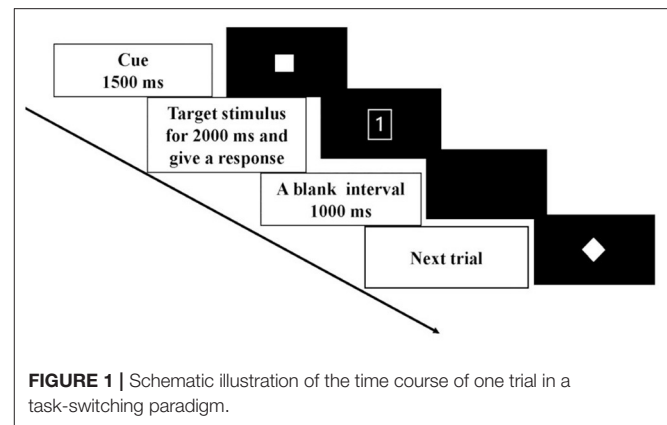 Cue
1500 ms
Target stimulus
for 2000 ms and
give a response
1
A blank interval
1000 ms
Next trial
FIGURE 1 | Schematic illustration of the time course of one trial in a
task-switching paradigm.